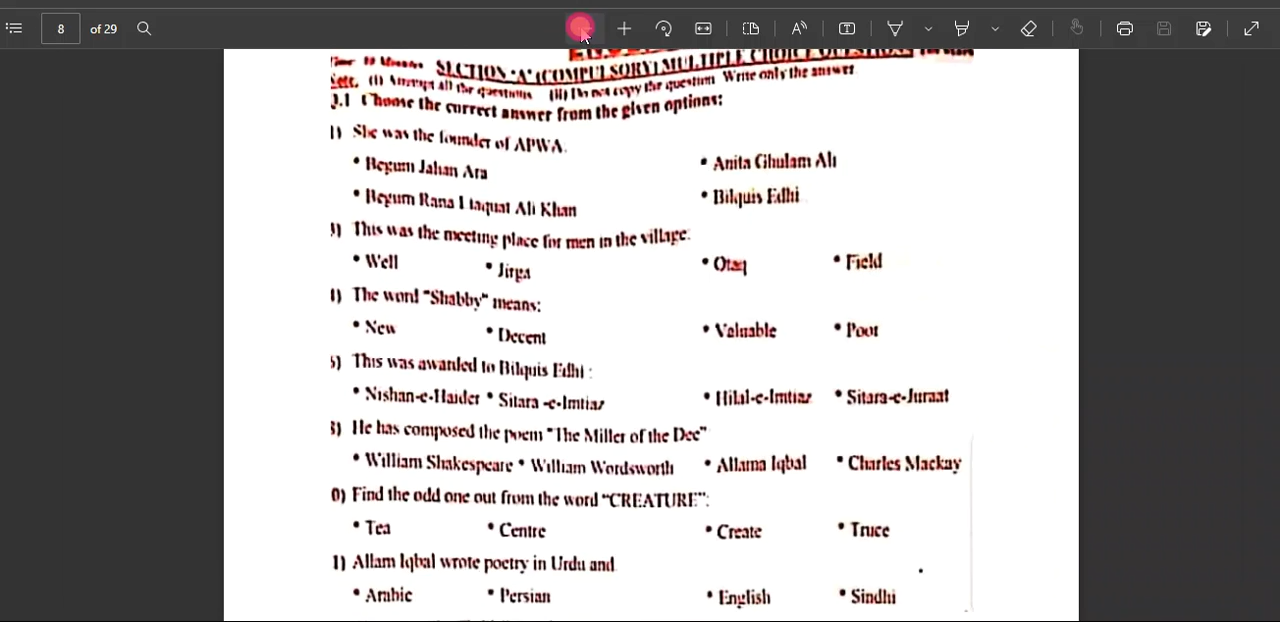 8 of 29
SECTION "A" (COMPULSORY) MULTIPLE CHOICE QUESTIONS
(i) Attempt all the questions (ii) Do not copy the question Write only the answer
Q.1 Choose the correct answer from the given options:
She was the founder of APWA.
• Begum Jahan Ara • Anita Ghulam Ali
• Begum Rana Liaquat Ali Khan • Bilquis Edhi
This was the meeting place for men in the village:
• Well • Jirga • Otaq • Field
The word "Shabby" means:
• New • Decent • Valuable • Poor
This was awarded to Bilquis Edhi :
• Nishan-e-Haider • Sitara -e-Imtiaz • Hilal-e-Imtiaz • Sitara-e-Juraat
He has composed the poem "The Miller of the Dee"
• William Shakespeare • William Wordsworth • Allama Iqbal • Charles Mackay
0) Find the odd one out from the word "CREATURE":
• Tea • Centre • Create • Truce
1) Allam Iqbal wrote poetry in Urdu and
• Arabic • Persian • English • Sindhi